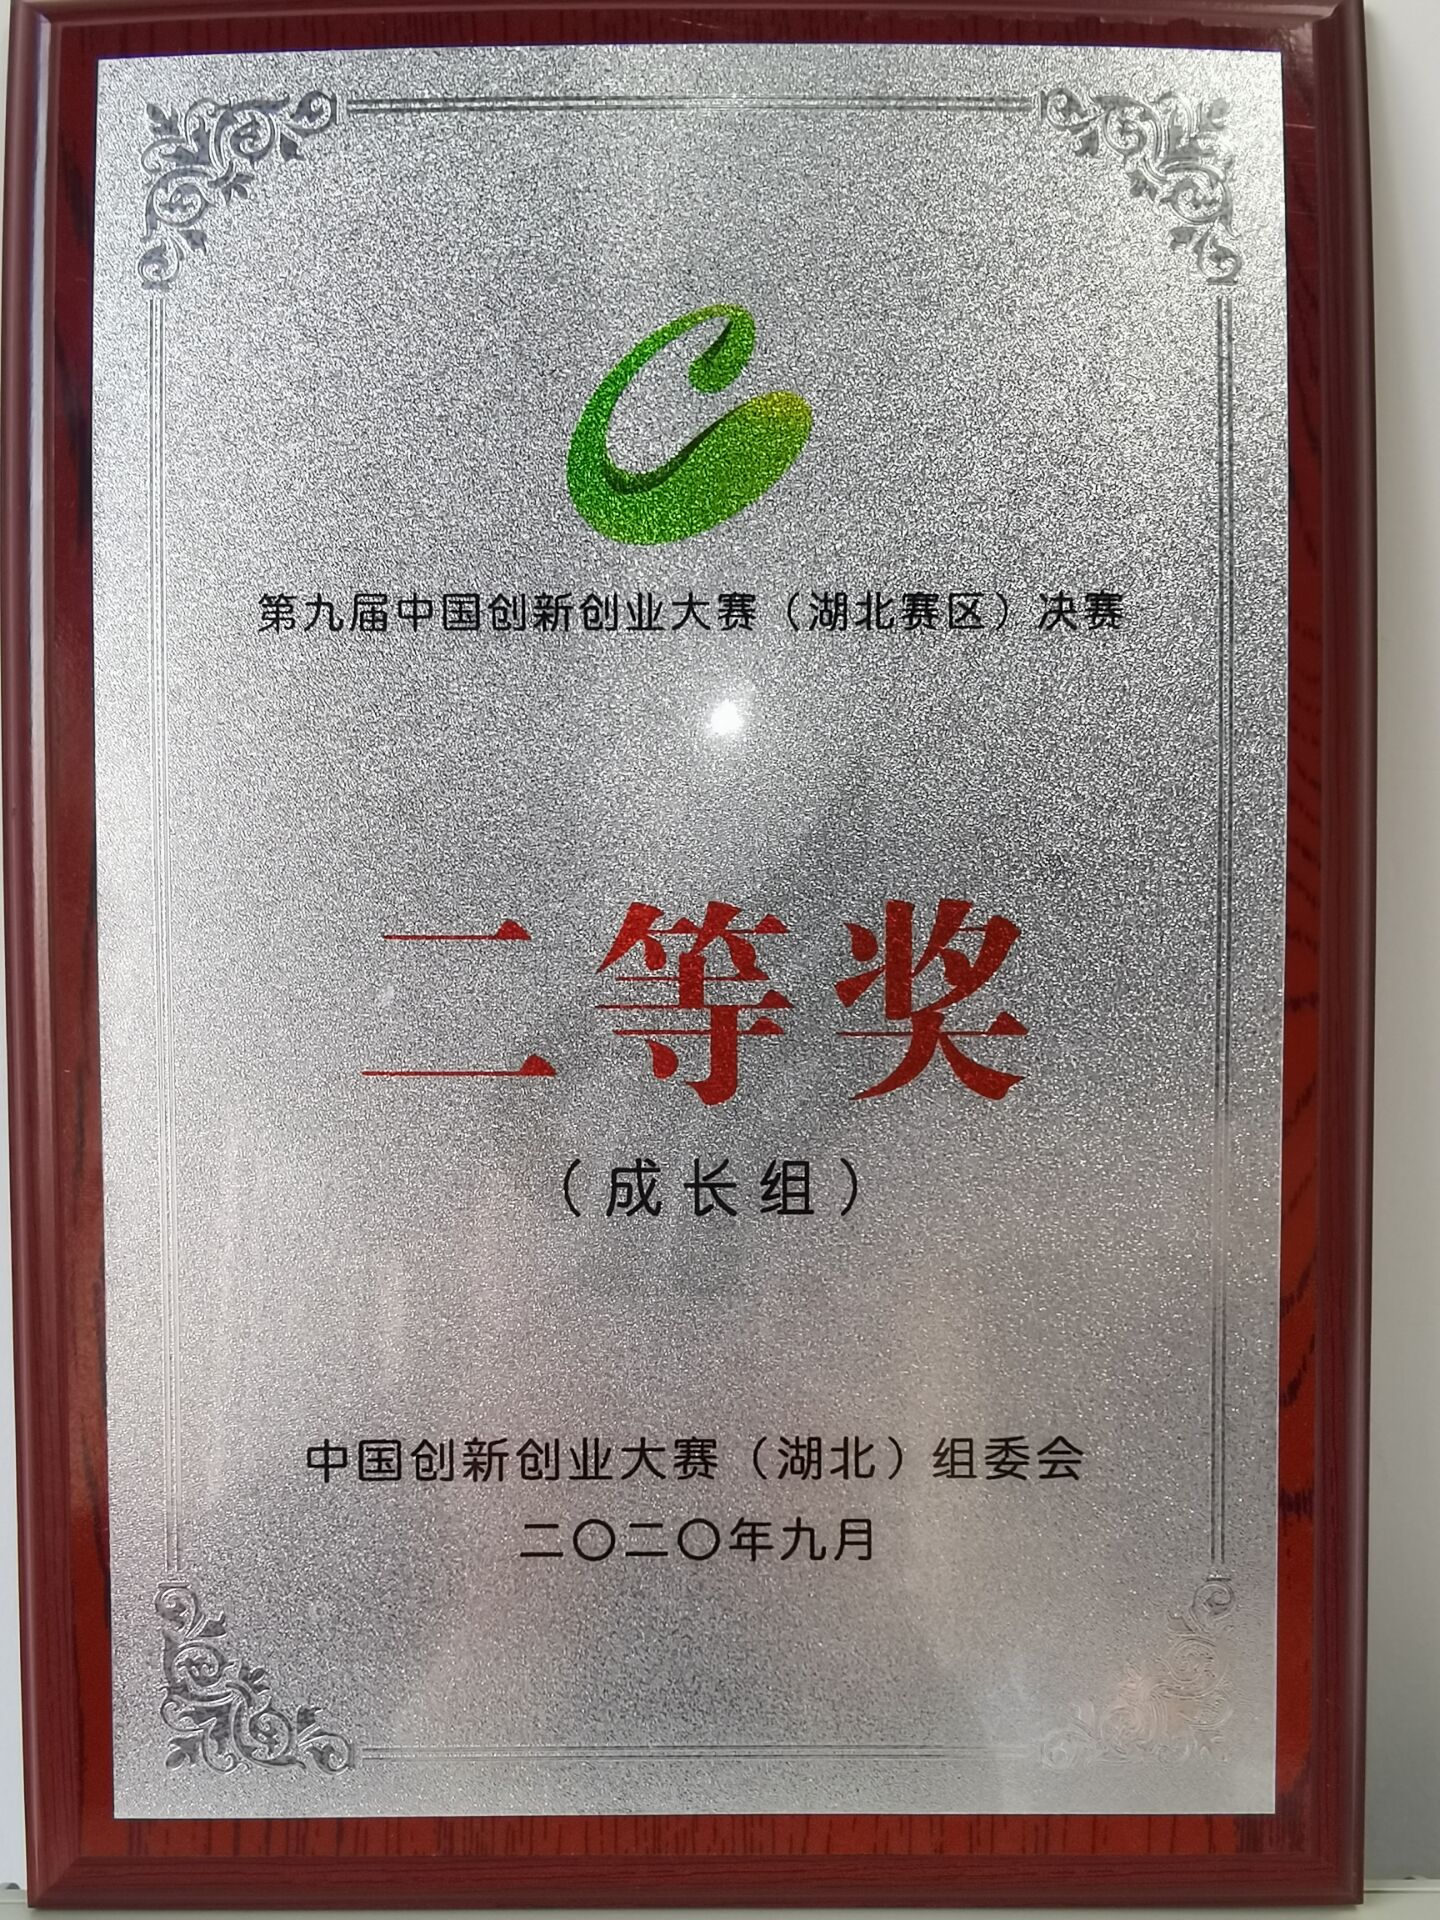 第九届中国创新创业大赛（湖北赛区）决赛
二等奖
（成长组）
中国创新创业大赛（湖北）组委会
二〇二〇年九月